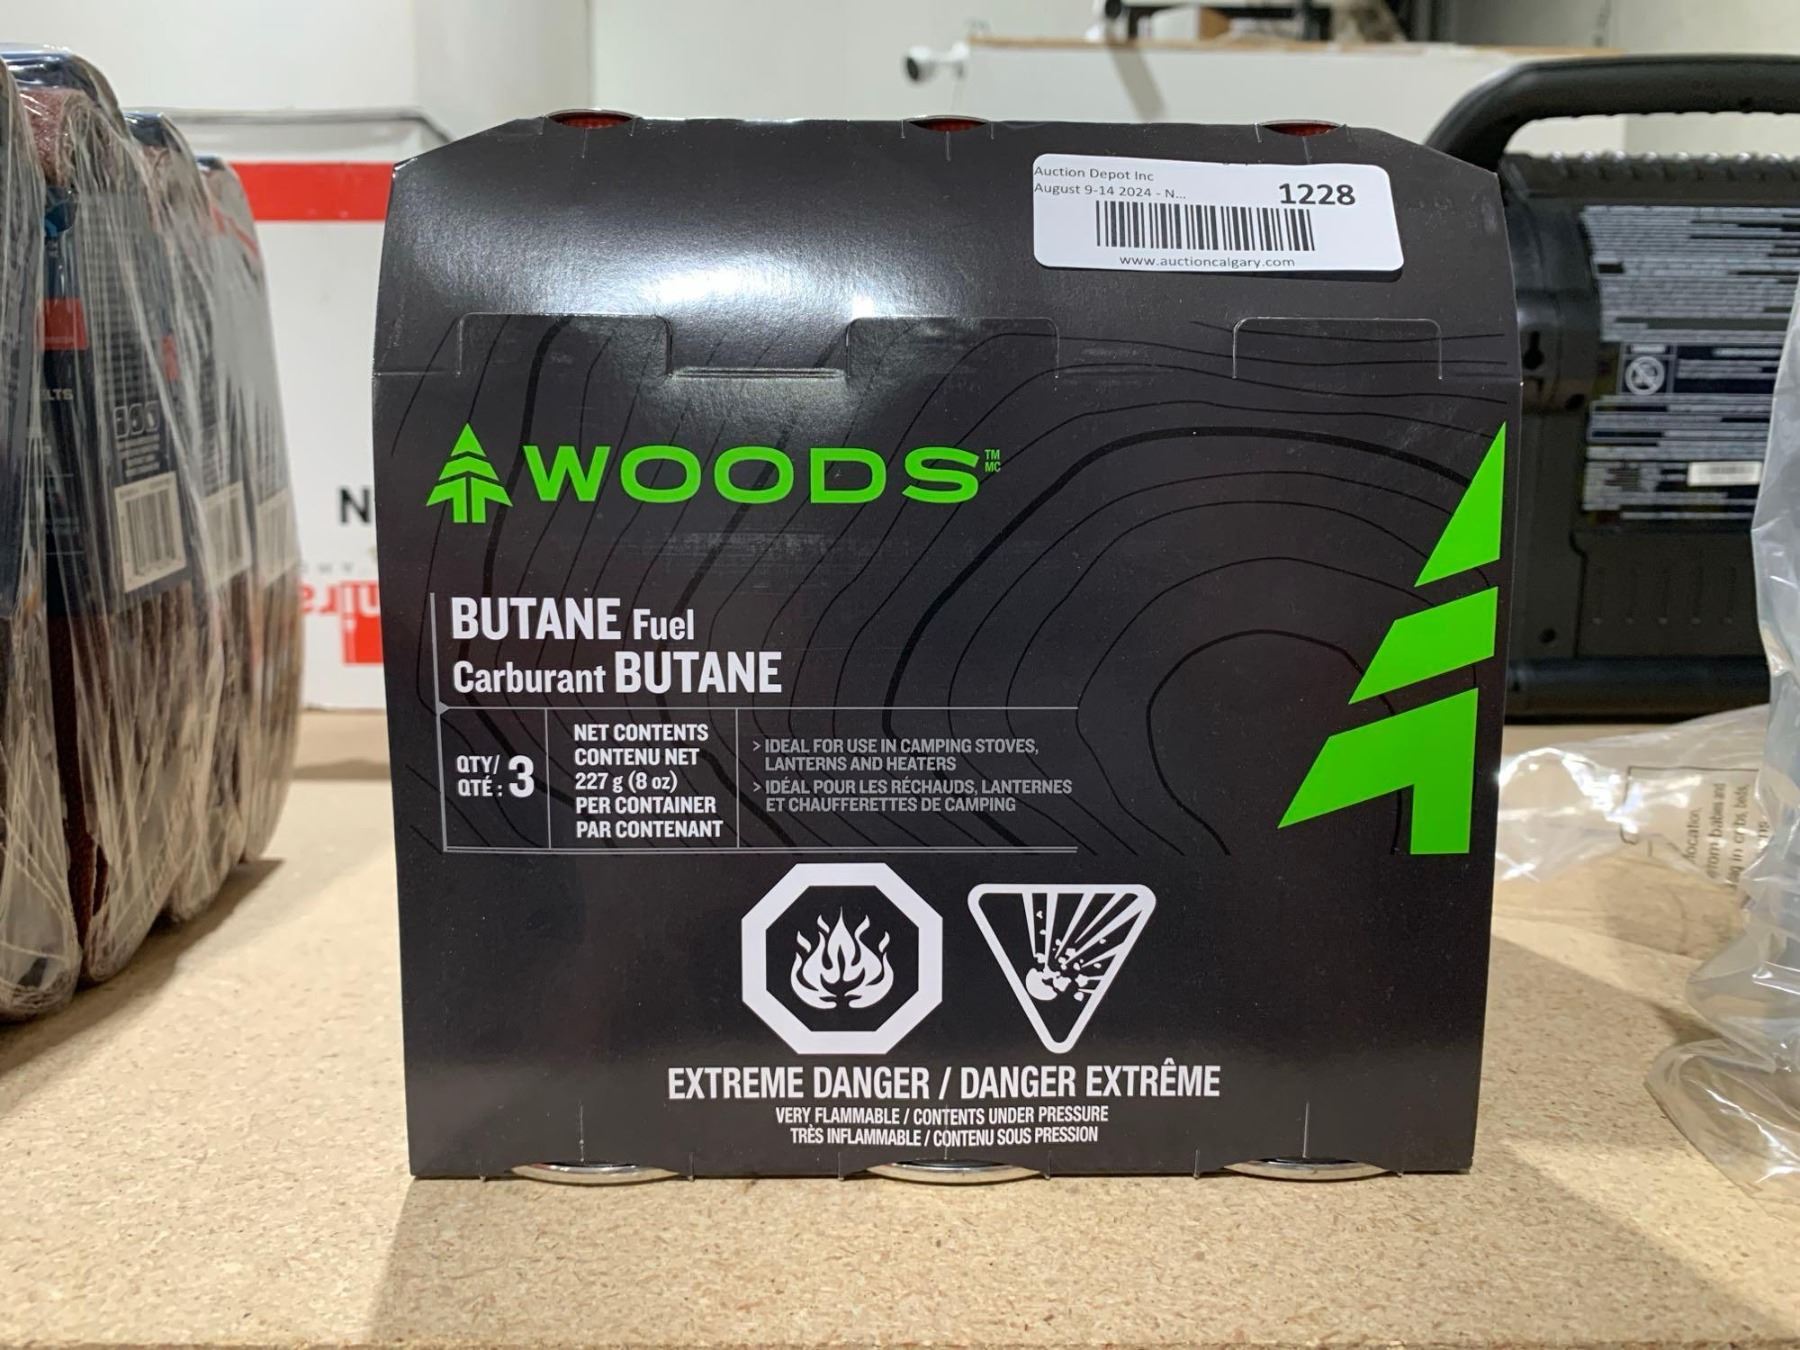 Auction Depot Inc
August 9-14 2024 - N...
1228
www.auctioncalgary.com
WOODS
TM
MC
BUTANE Fuel
Carburant BUTANE
QTY/
QTÉ : 3
NET CONTENTS
CONTENU NET
227 g (8 oz)
PER CONTAINER
PAR CONTENANT
> IDEAL FOR USE IN CAMPING STOVES,
LANTERNS AND HEATERS
> IDÉAL POUR LES RÉCHAUDS, LANTERNES
ET CHAUFFERETTES DE CAMPING
EXTREME DANGER / DANGER EXTRÊME
VERY FLAMMABLE / CONTENTS UNDER PRESSURE
TRÈS INFLAMMABLE / CONTENU SOUS PRESSION